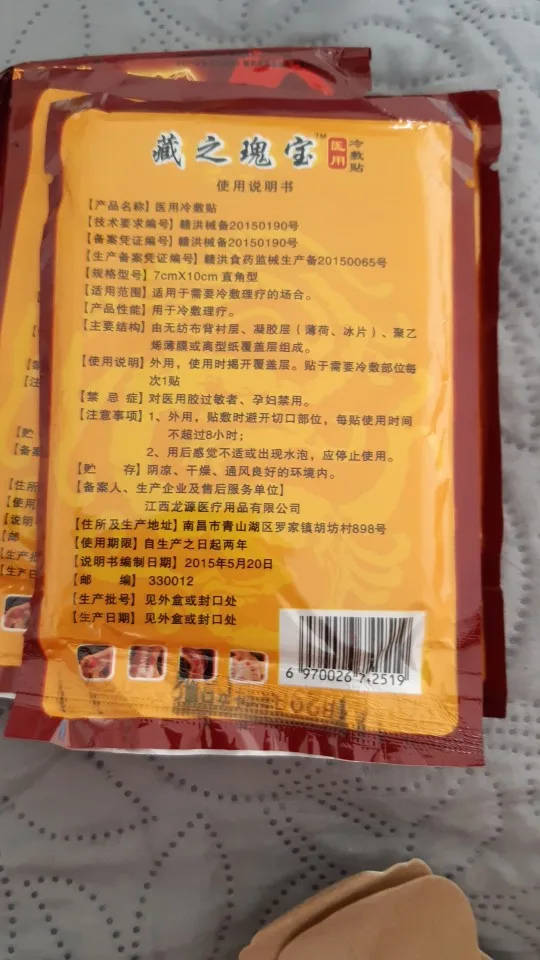 藏之瑰宝™ 医用 冷敷贴
使用说明书
【产品名称】医用冷敷贴
【技术要求编号】赣洪械备20150190号
【备案凭证编号】赣洪械备20150190号
【生产备案凭证编号】赣洪食药监械生产备20150065号
【规格型号】7cmX10cm 直角型
【适用范围】适用于需要冷敷理疗的场合。
【产品性能】用于冷敷理疗。
【主要结构】由无纺布背衬层、凝胶层（薄荷、冰片）、聚乙
烯薄膜或离型纸覆盖层组成。
【使用说明】外用，使用时揭开覆盖层。贴于需要冷敷部位每
次1贴
【禁 忌 症】对医用胶过敏者、孕妇禁用。
【注意事项】1、外用，贴敷时避开切口部位，每贴使用时间
不超过8小时；
2、用后感觉不适或出现水泡，应停止使用。
【贮 存】阴凉、干燥、通风良好的环境内。
【备案人、生产企业及售后服务单位】
江西龙源医疗用品有限公司
【住所及生产地址】南昌市青山湖区罗家镇胡坊村898号
【使用期限】自生产之日起两年
【说明书编制日期】2015年5月20日
【邮 编】330012
【生产批号】见外盒或封口处
【生产日期】见外盒或封口处
6 970026 742519